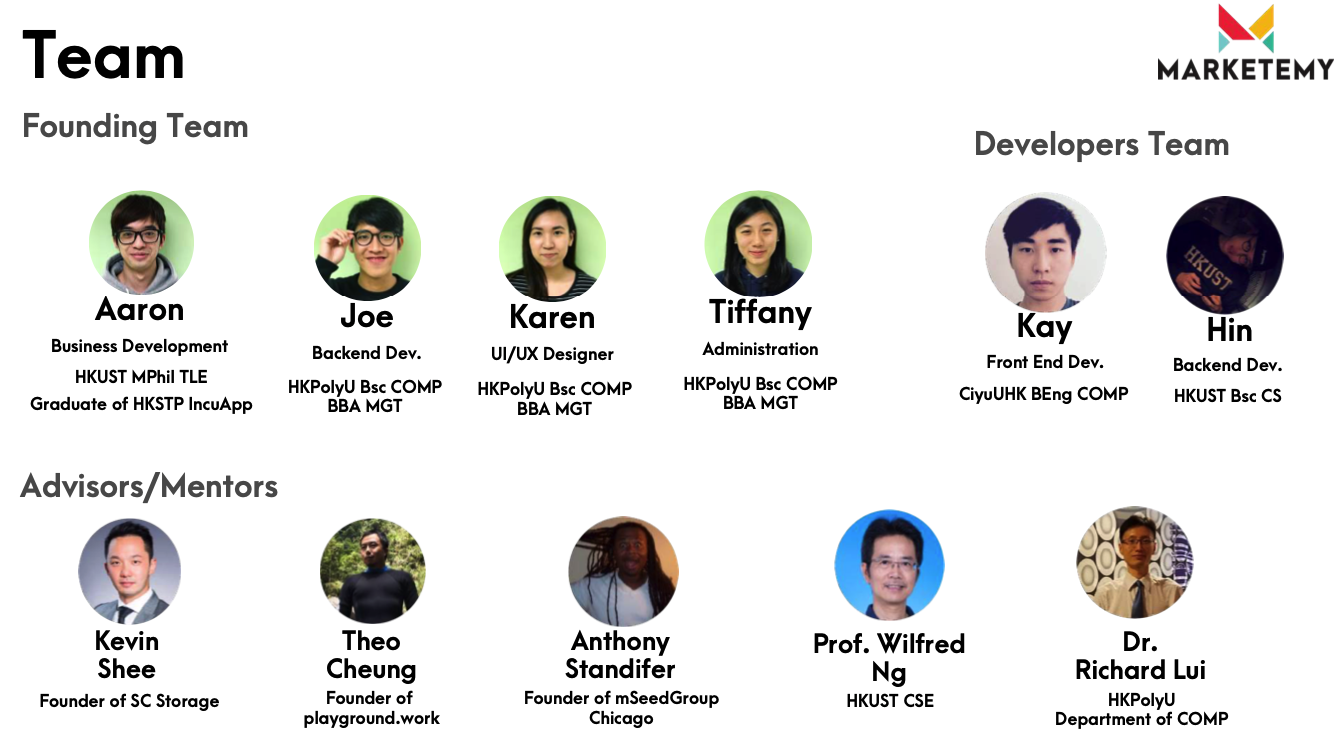 Team
MARKETEMY
Founding Team
Developers Team
Aaron
Business Development
HKUST MPhil TLE
Graduate of HKSTP IncuApp
Joe
Backend Dev.
HKPolyU Bsc COMP
BBA MGT
Karen
UI/UX Designer
HKPolyU Bsc COMP
BBA MGT
Tiffany
Administration
HKPolyU Bsc COMP
BBA MGT
Kay
Front End Dev.
CiyuUHK BEng COMP
HKUST
Hin
Backend Dev.
HKUST Bsc CS
Advisors/Mentors
Kevin
Shee
Founder of SC Storage
Theo
Cheung
Founder of
playground.work
Anthony
Standifer
Founder of mSeedGroup
Chicago
Prof. Wilfred
Ng
HKUST CSE
Dr.
Richard Lui
HKPolyU
Department of COMP